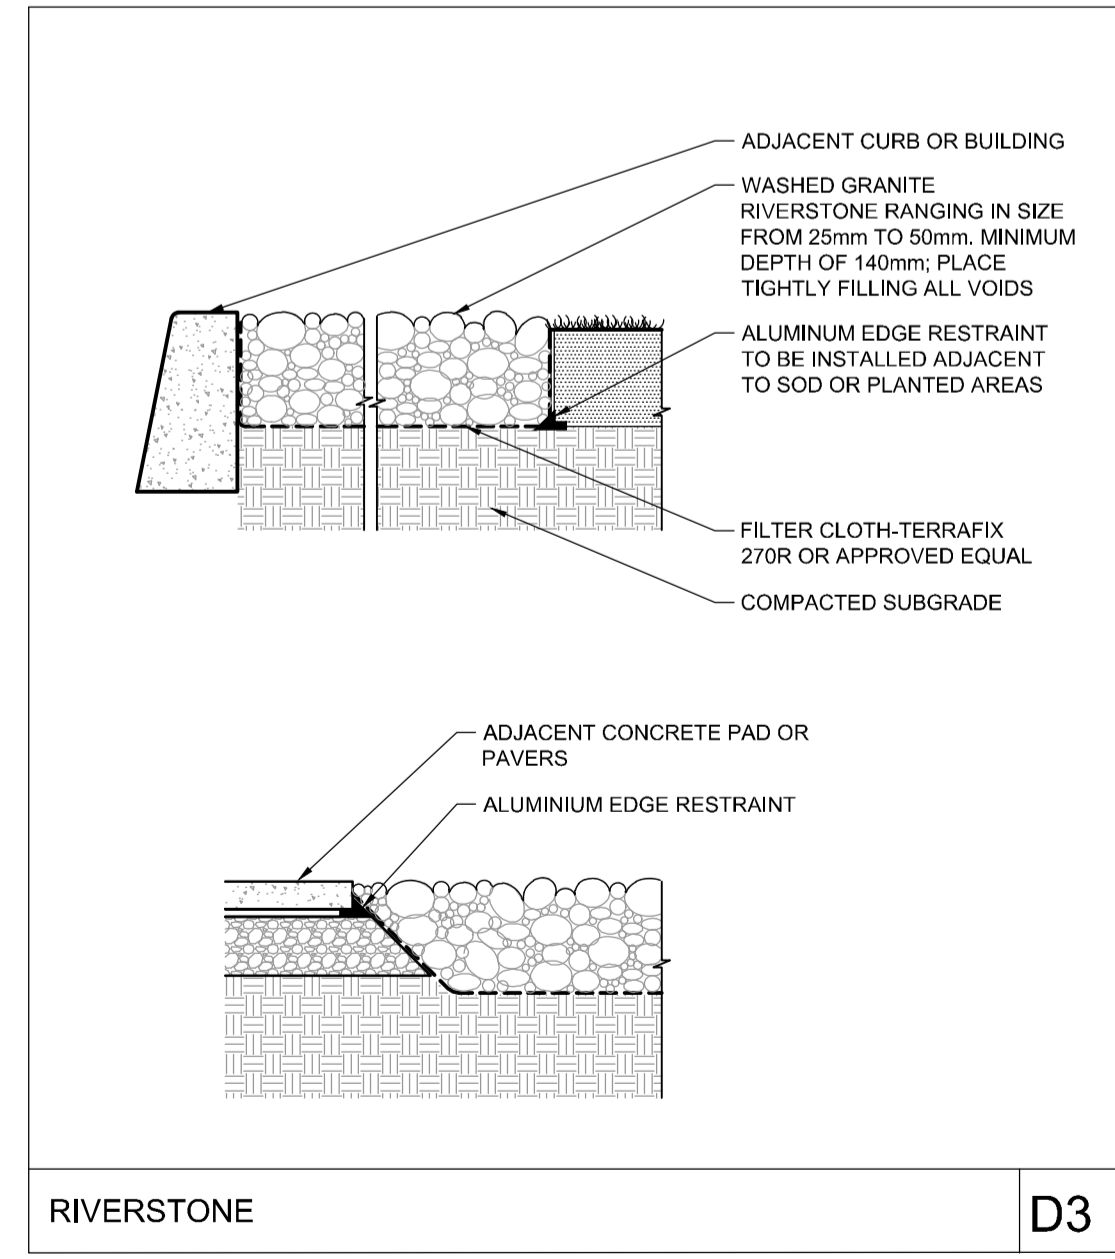 ADJACENT CURB OR BUILDING
WASHED GRANITE
RIVERSTONE RANGING IN SIZE
FROM 25mm TO 50mm. MINIMUM
DEPTH OF 140mm; PLACE
TIGHTLY FILLING ALL VOIDS
ALUMINUM EDGE RESTRAINT
TO BE INSTALLED ADJACENT
TO SOD OR PLANTED AREAS
FILTER CLOTH-TERRAFIX
270R OR APPROVED EQUAL
COMPACTED SUBGRADE
ADJACENT CONCRETE PAD OR
PAVERS
ALUMINIUM EDGE RESTRAINT
RIVERSTONE
D3